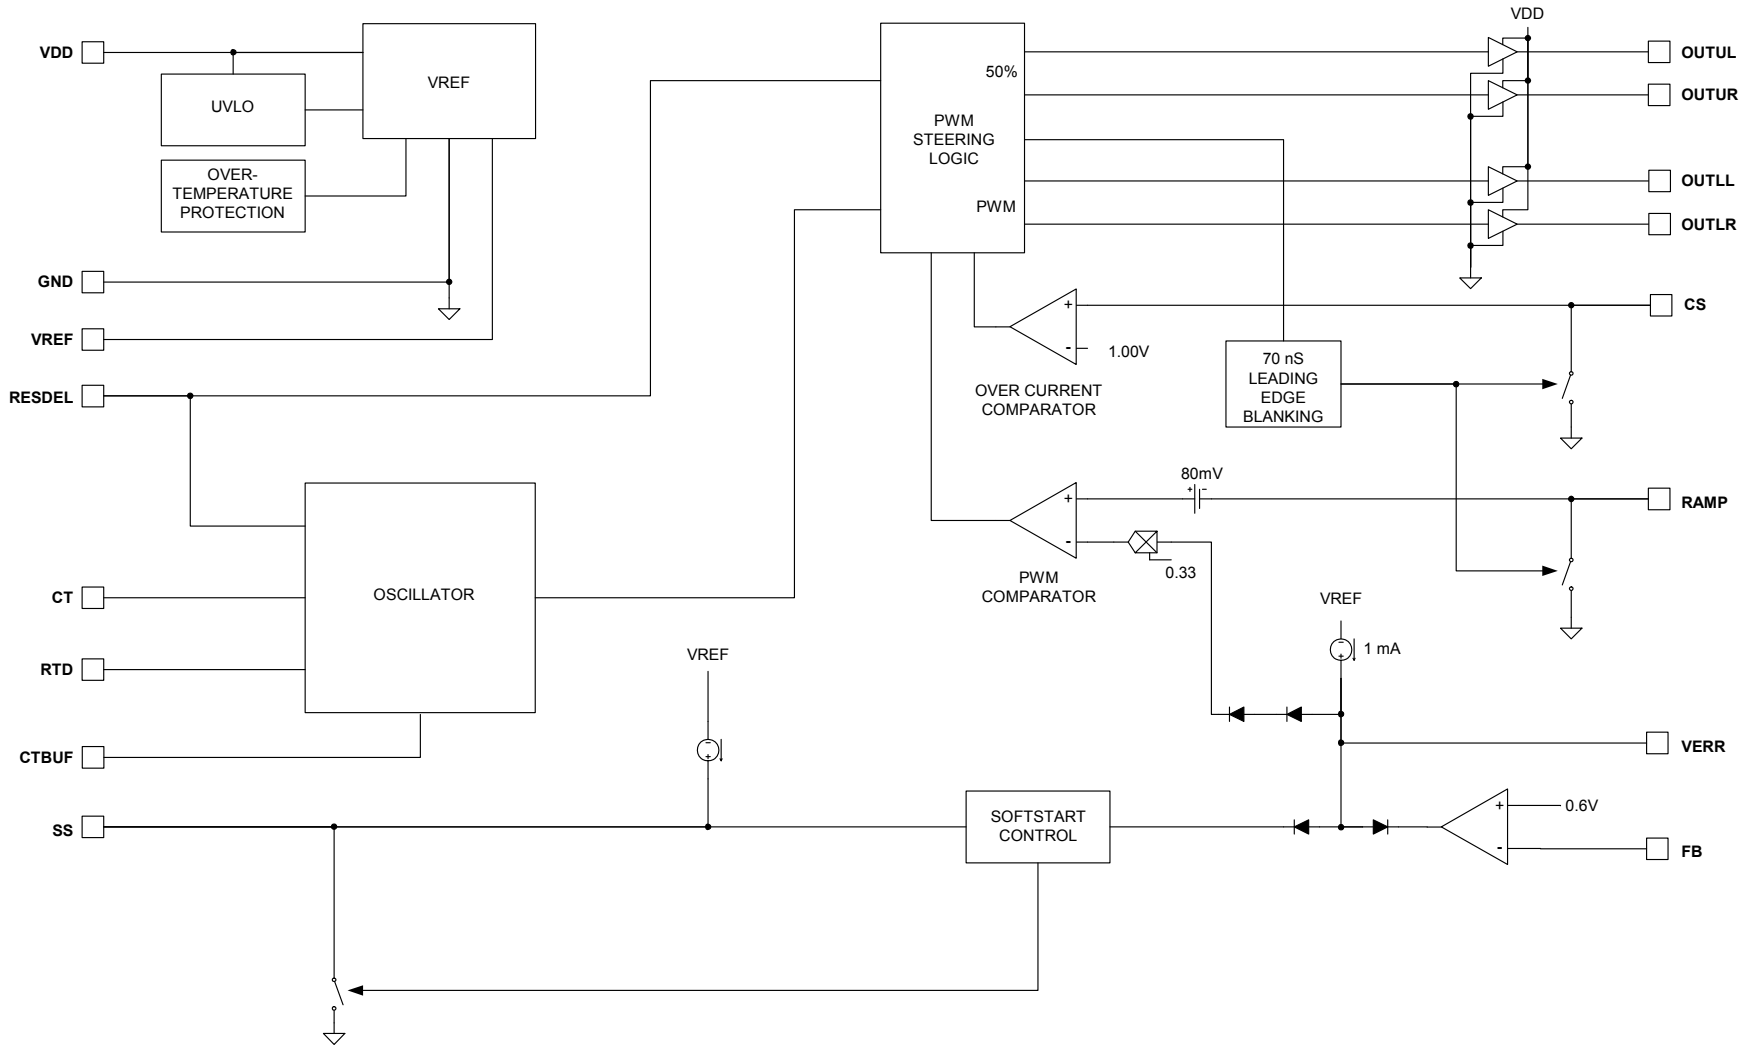 VDD
OUTUL
VDD
VREF
50%
UVLO
OUTUR
PWM
STEERING
LOGIC
OVER-
TEMPERATURE
PROTECTION
OUTLL
PWM
OUTLR
GND
CS
+
-
1.00V
VREF
70 nS
LEADING
EDGE
BLANKING
OVER CURRENT
COMPARATOR
RESDEL
80mV
+ -
+
RAMP
-
0.33
PWM
COMPARATOR
CT
OSCILLATOR
VREF
-
+
1 mA
RTD
VREF
-
+
VERR
CTBUF
SOFTSTART
CONTROL
+
0.6V
SS
-
FB